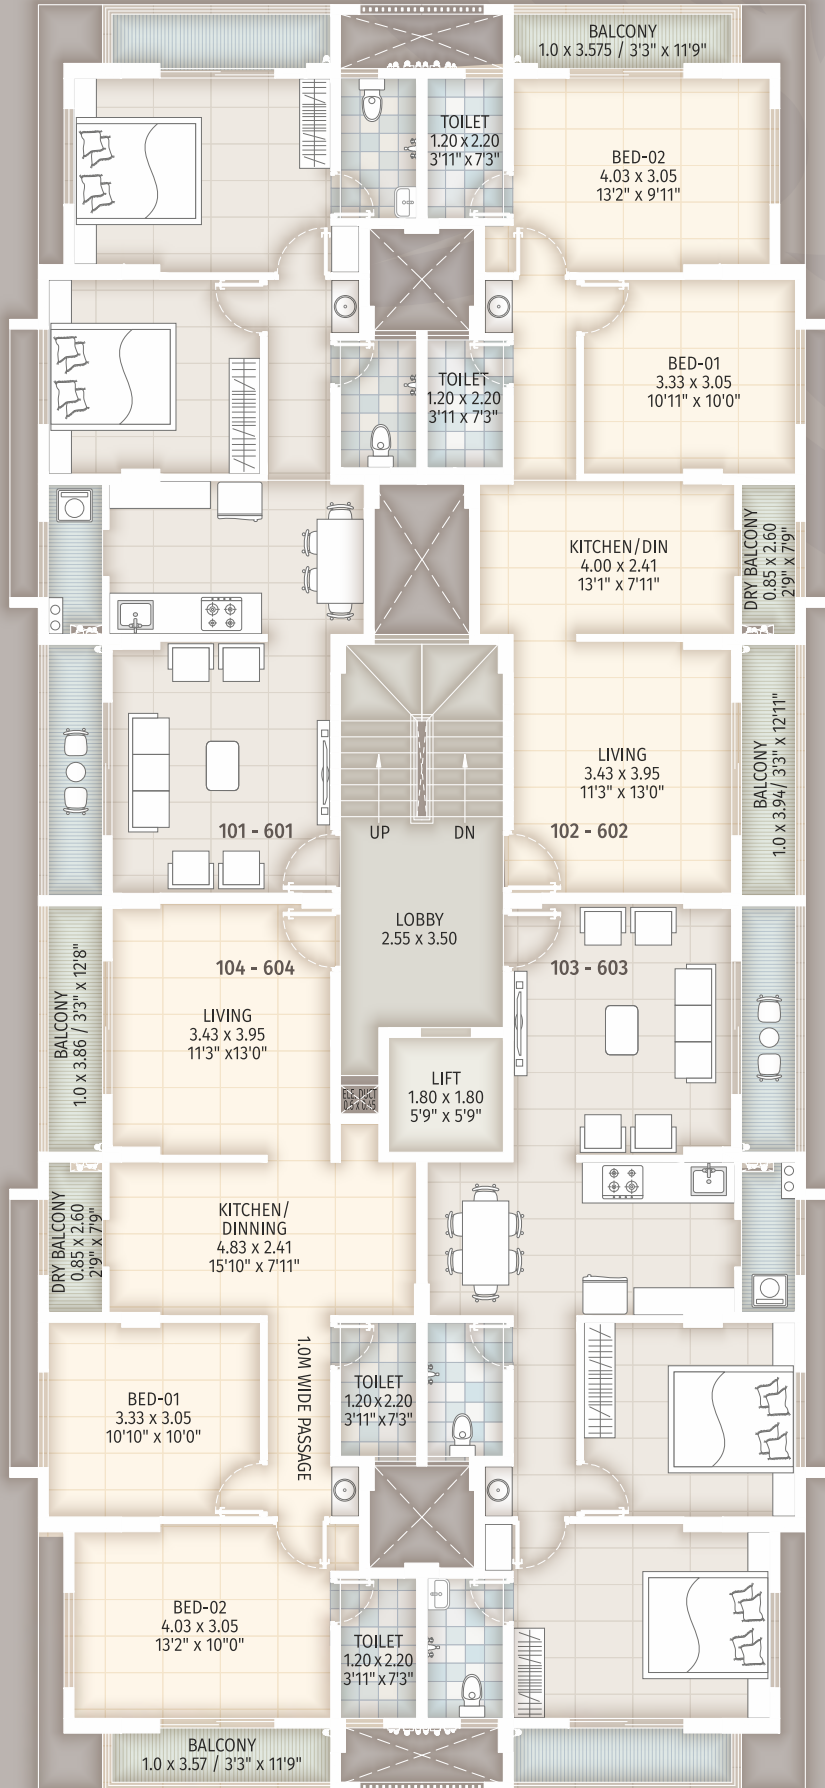 BALCONY
1.0 x 3.575 / 3'3" x 11'9"
TOILET
1.20 x 2.20
3'11" x 7'3"
BED-02
4.03 x 3.05
13'2" x 9'11"
TOILET
1.20 x 2.20
3'11 x 7'3"
BED-01
3.33 x 3.05
10'11" x 10'0"
KITCHEN/DIN
4.00 x 2.41
13'1" x 7'11"
DRY BALCONY
0.85 x 2.60
2'9" x 7'9"
LIVING
3.43 x 3.95
11'3" x 13'0"
BALCONY
1.0 x 3.94 / 3'3" x 12'11"
101 - 601
UP
DN
102 - 602
LOBBY
2.55 x 3.50
104 - 604
103 - 603
BALCONY
1.0 x 3.86 / 3'3" x 12'8"
LIVING
3.43 x 3.95
11'3" x13'0"
LIFT
1.80 x 1.80
5'9" x 5'9"
ELE. DUCT
DRY BALCONY
0.85 x 2.60
2'9" x 7'9"
KITCHEN/
DINNING
4.83 x 2.41
15'10" x 7'11"
1.0M WIDE PASSAGE
TOILET
1.20 x 2.20
3'11" x 7'3"
BED-01
3.33 x 3.05
10'10" x 10'0"
BED-02
4.03 x 3.05
13'2" x 10"0"
TOILET
1.20 x 2.20
3'11" x 7'3"
BALCONY
1.0 x 3.57 / 3'3" x 11'9"